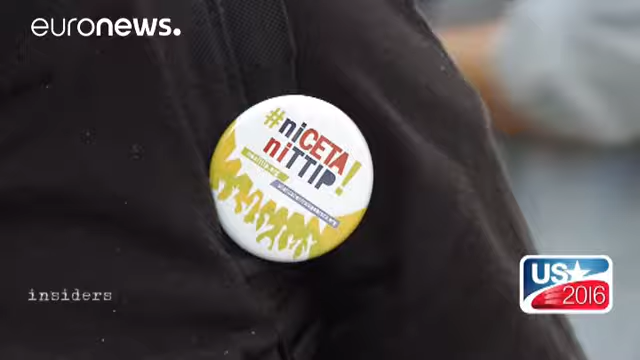 euronews.
#niCETA
niTTIP!
insiders
US
2016